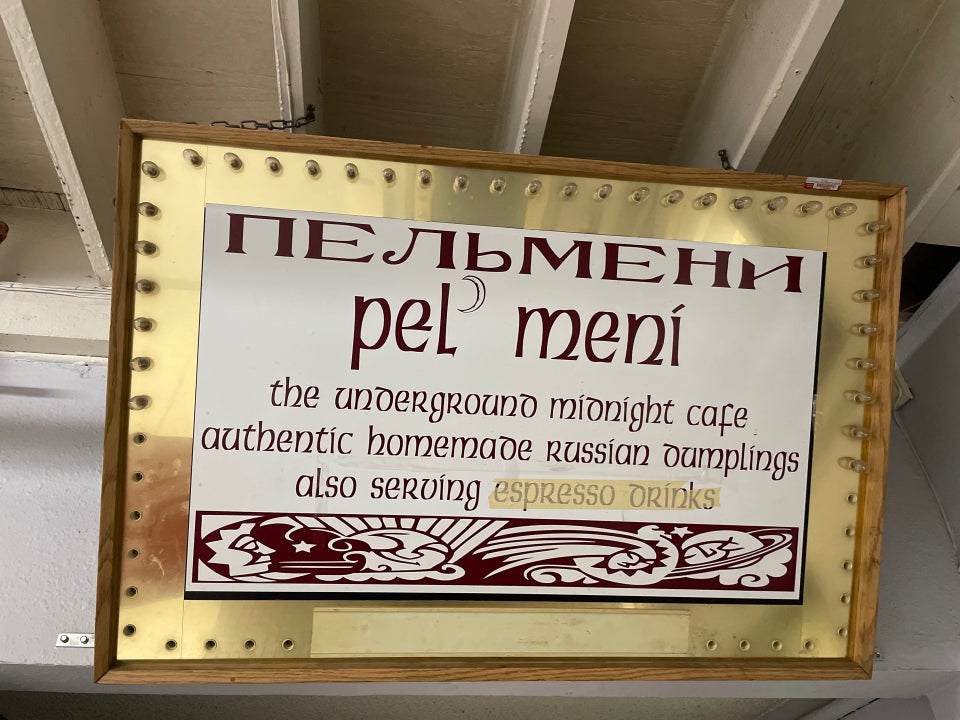 ПЕЛЬМЕНИ
pel' meni
the underground midnight cafe
authentic homemade russian dumplings
also serving espresso drinks